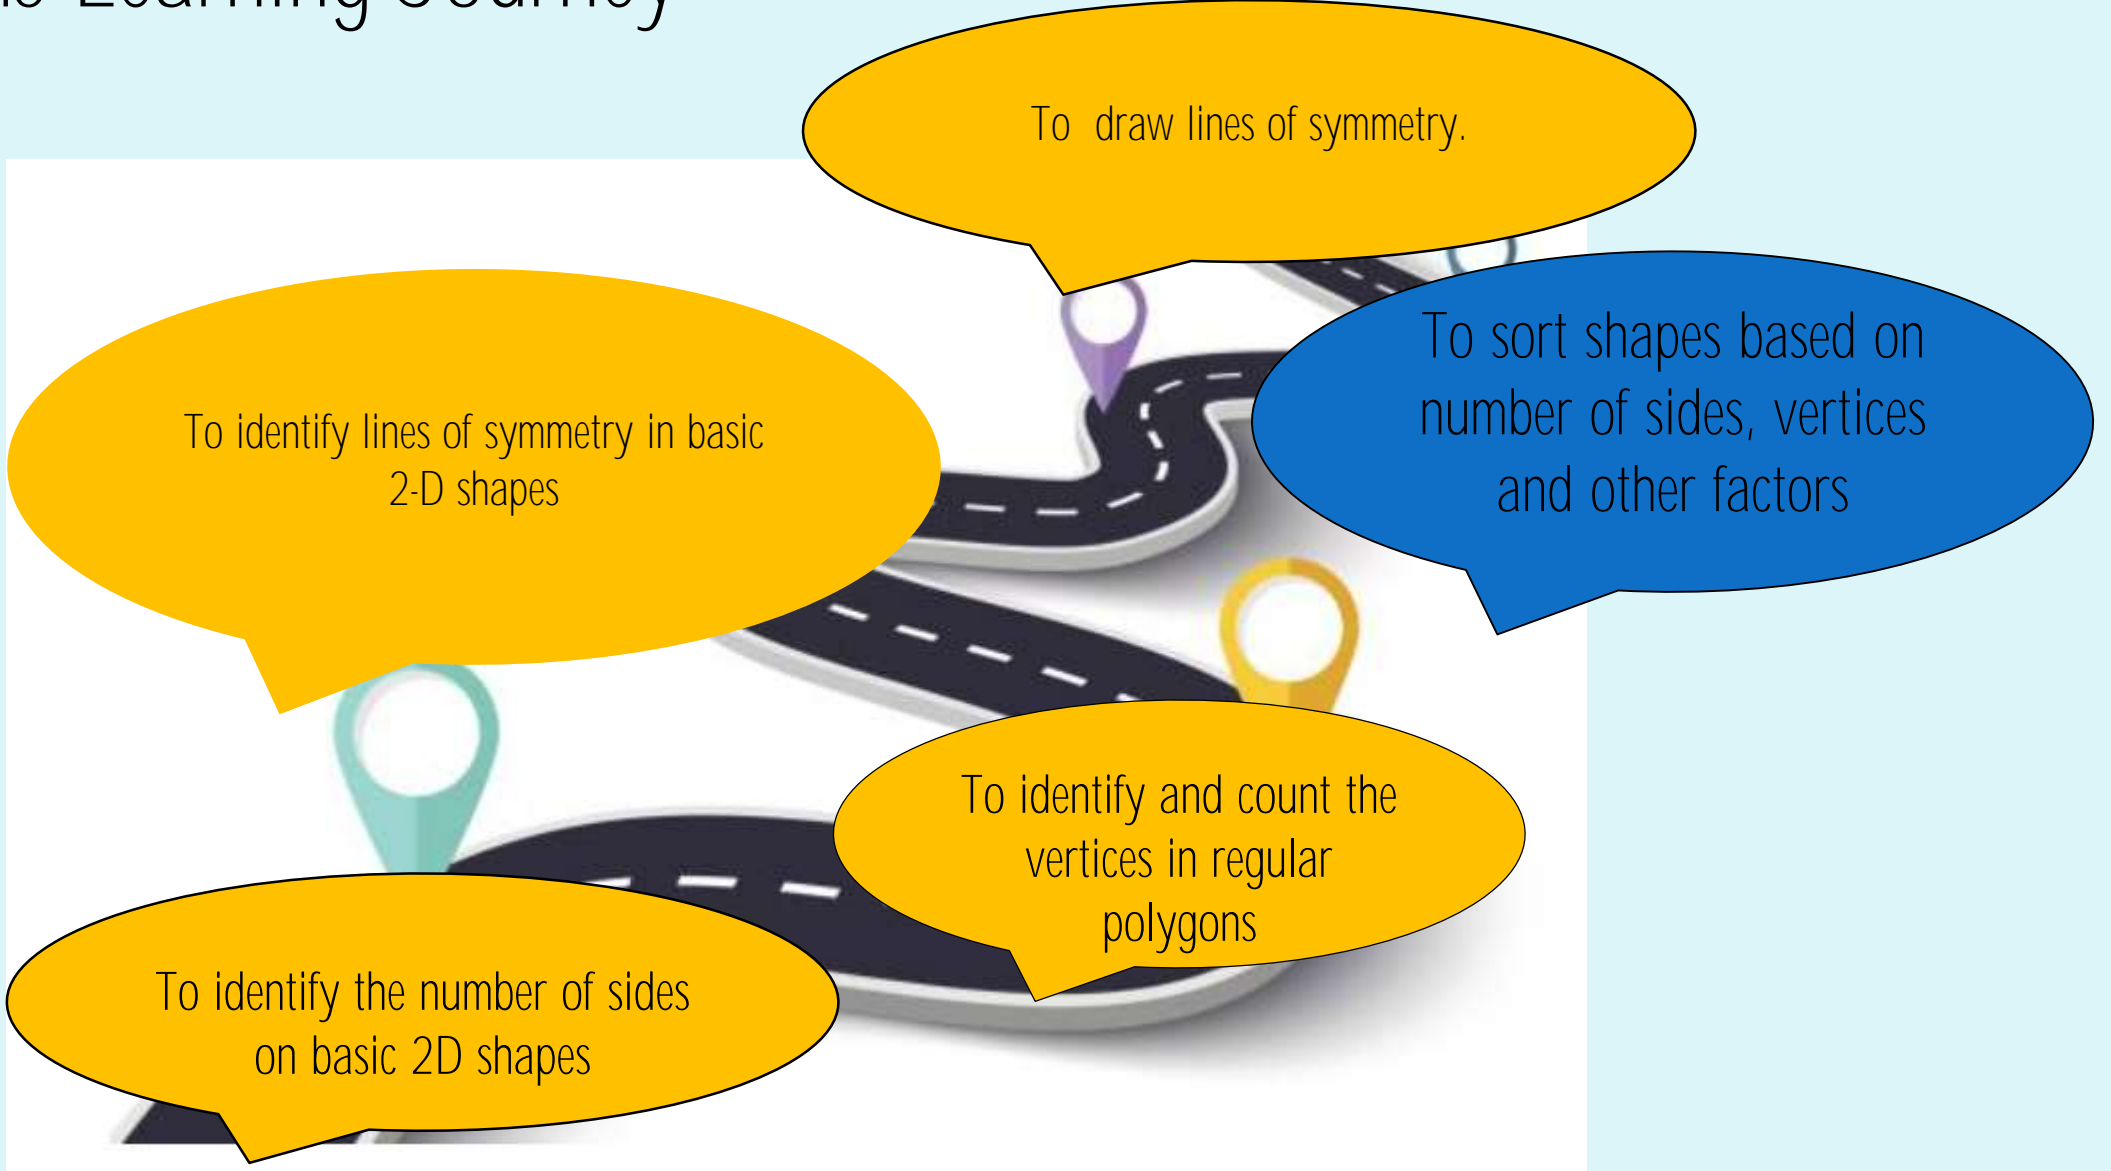 Learning Journey
To draw lines of symmetry.
To sort shapes based on
number of sides, vertices
and other factors
To identify lines of symmetry in basic
2-D shapes
To identify and count the
vertices in regular
polygons
To identify the number of sides
on basic 2D shapes